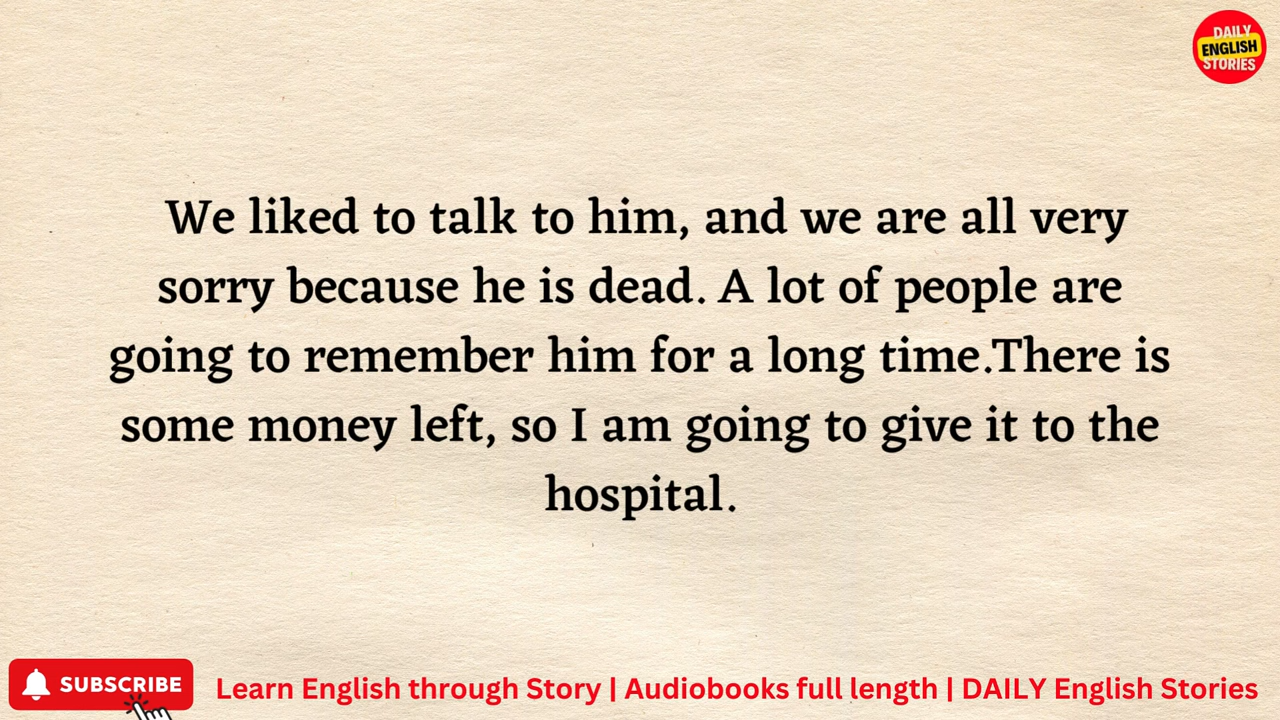 DAILY
ENGLISH
STORIES
We liked to talk to him, and we are all very
sorry because he is dead. A lot of people are
going to remember him for a long time.There is
some money left, so I am going to give it to the
hospital.
SUBSCRIBE
Learn English through Story | Audiobooks full length | DAILY English Stories